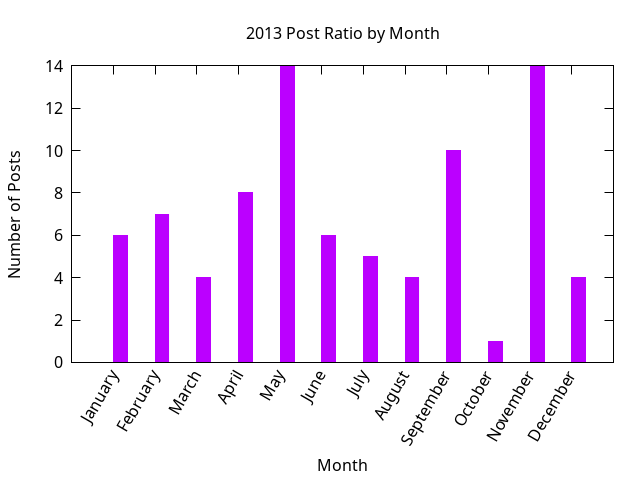 2013 Post Ratio by Month
14
12
10
8
6
4
2
0
Number of Posts
January
February
March
April
May
June
July
August
September
October
November
December
Month